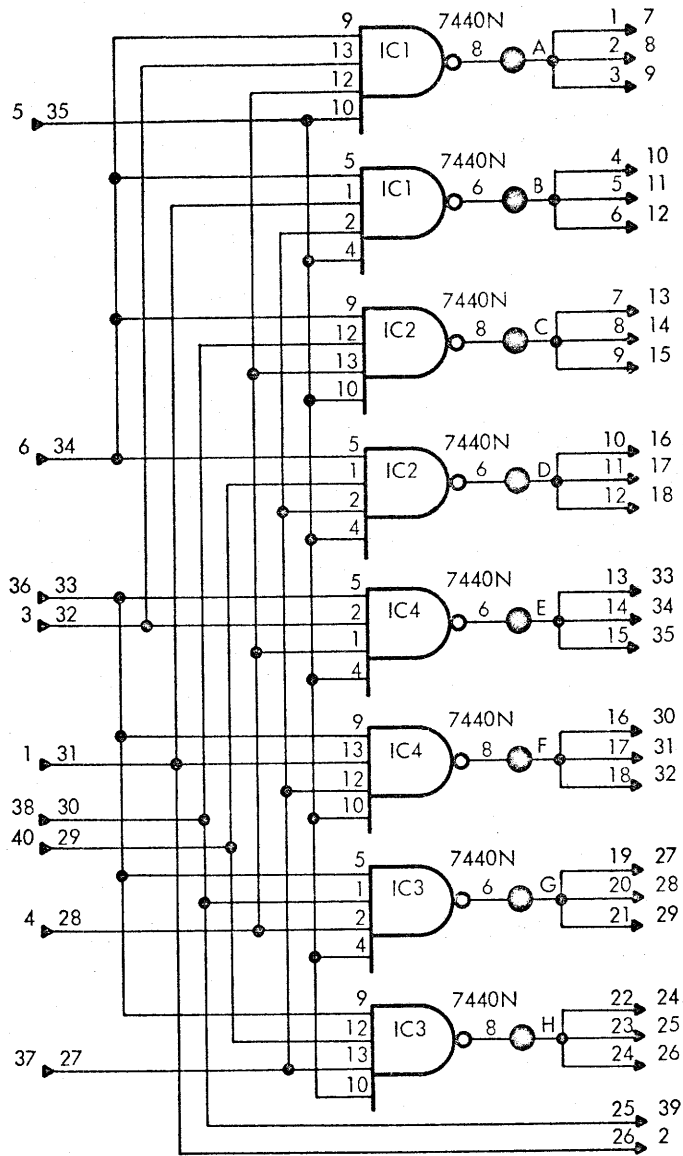 9 7440N 1 7
13 IC1 8 A 2 8
12 3 9
5 35 10
5 7440N 4 10
1 IC1 6 B 5 11
2 6 12
4
9 7440N 7 13
12 IC2 8 C 8 14
13 9 15
10
6 34 5 7440N 10 16
1 IC2 6 D 11 17
2 12 18
4
36 33 5 7440N 13 33
3 32 2 IC4 6 E 14 34
1 15 35
4
9 7440N 16 30
1 31 13 IC4 8 F 17 31
12 18 32
38 30 10
40 29
5 7440N 19 27
1 IC3 6 G 20 28
4 28 2 21 29
4
9 7440N 22 24
12 IC3 8 H 23 25
37 27 13 24 26
10
25 39
26 2